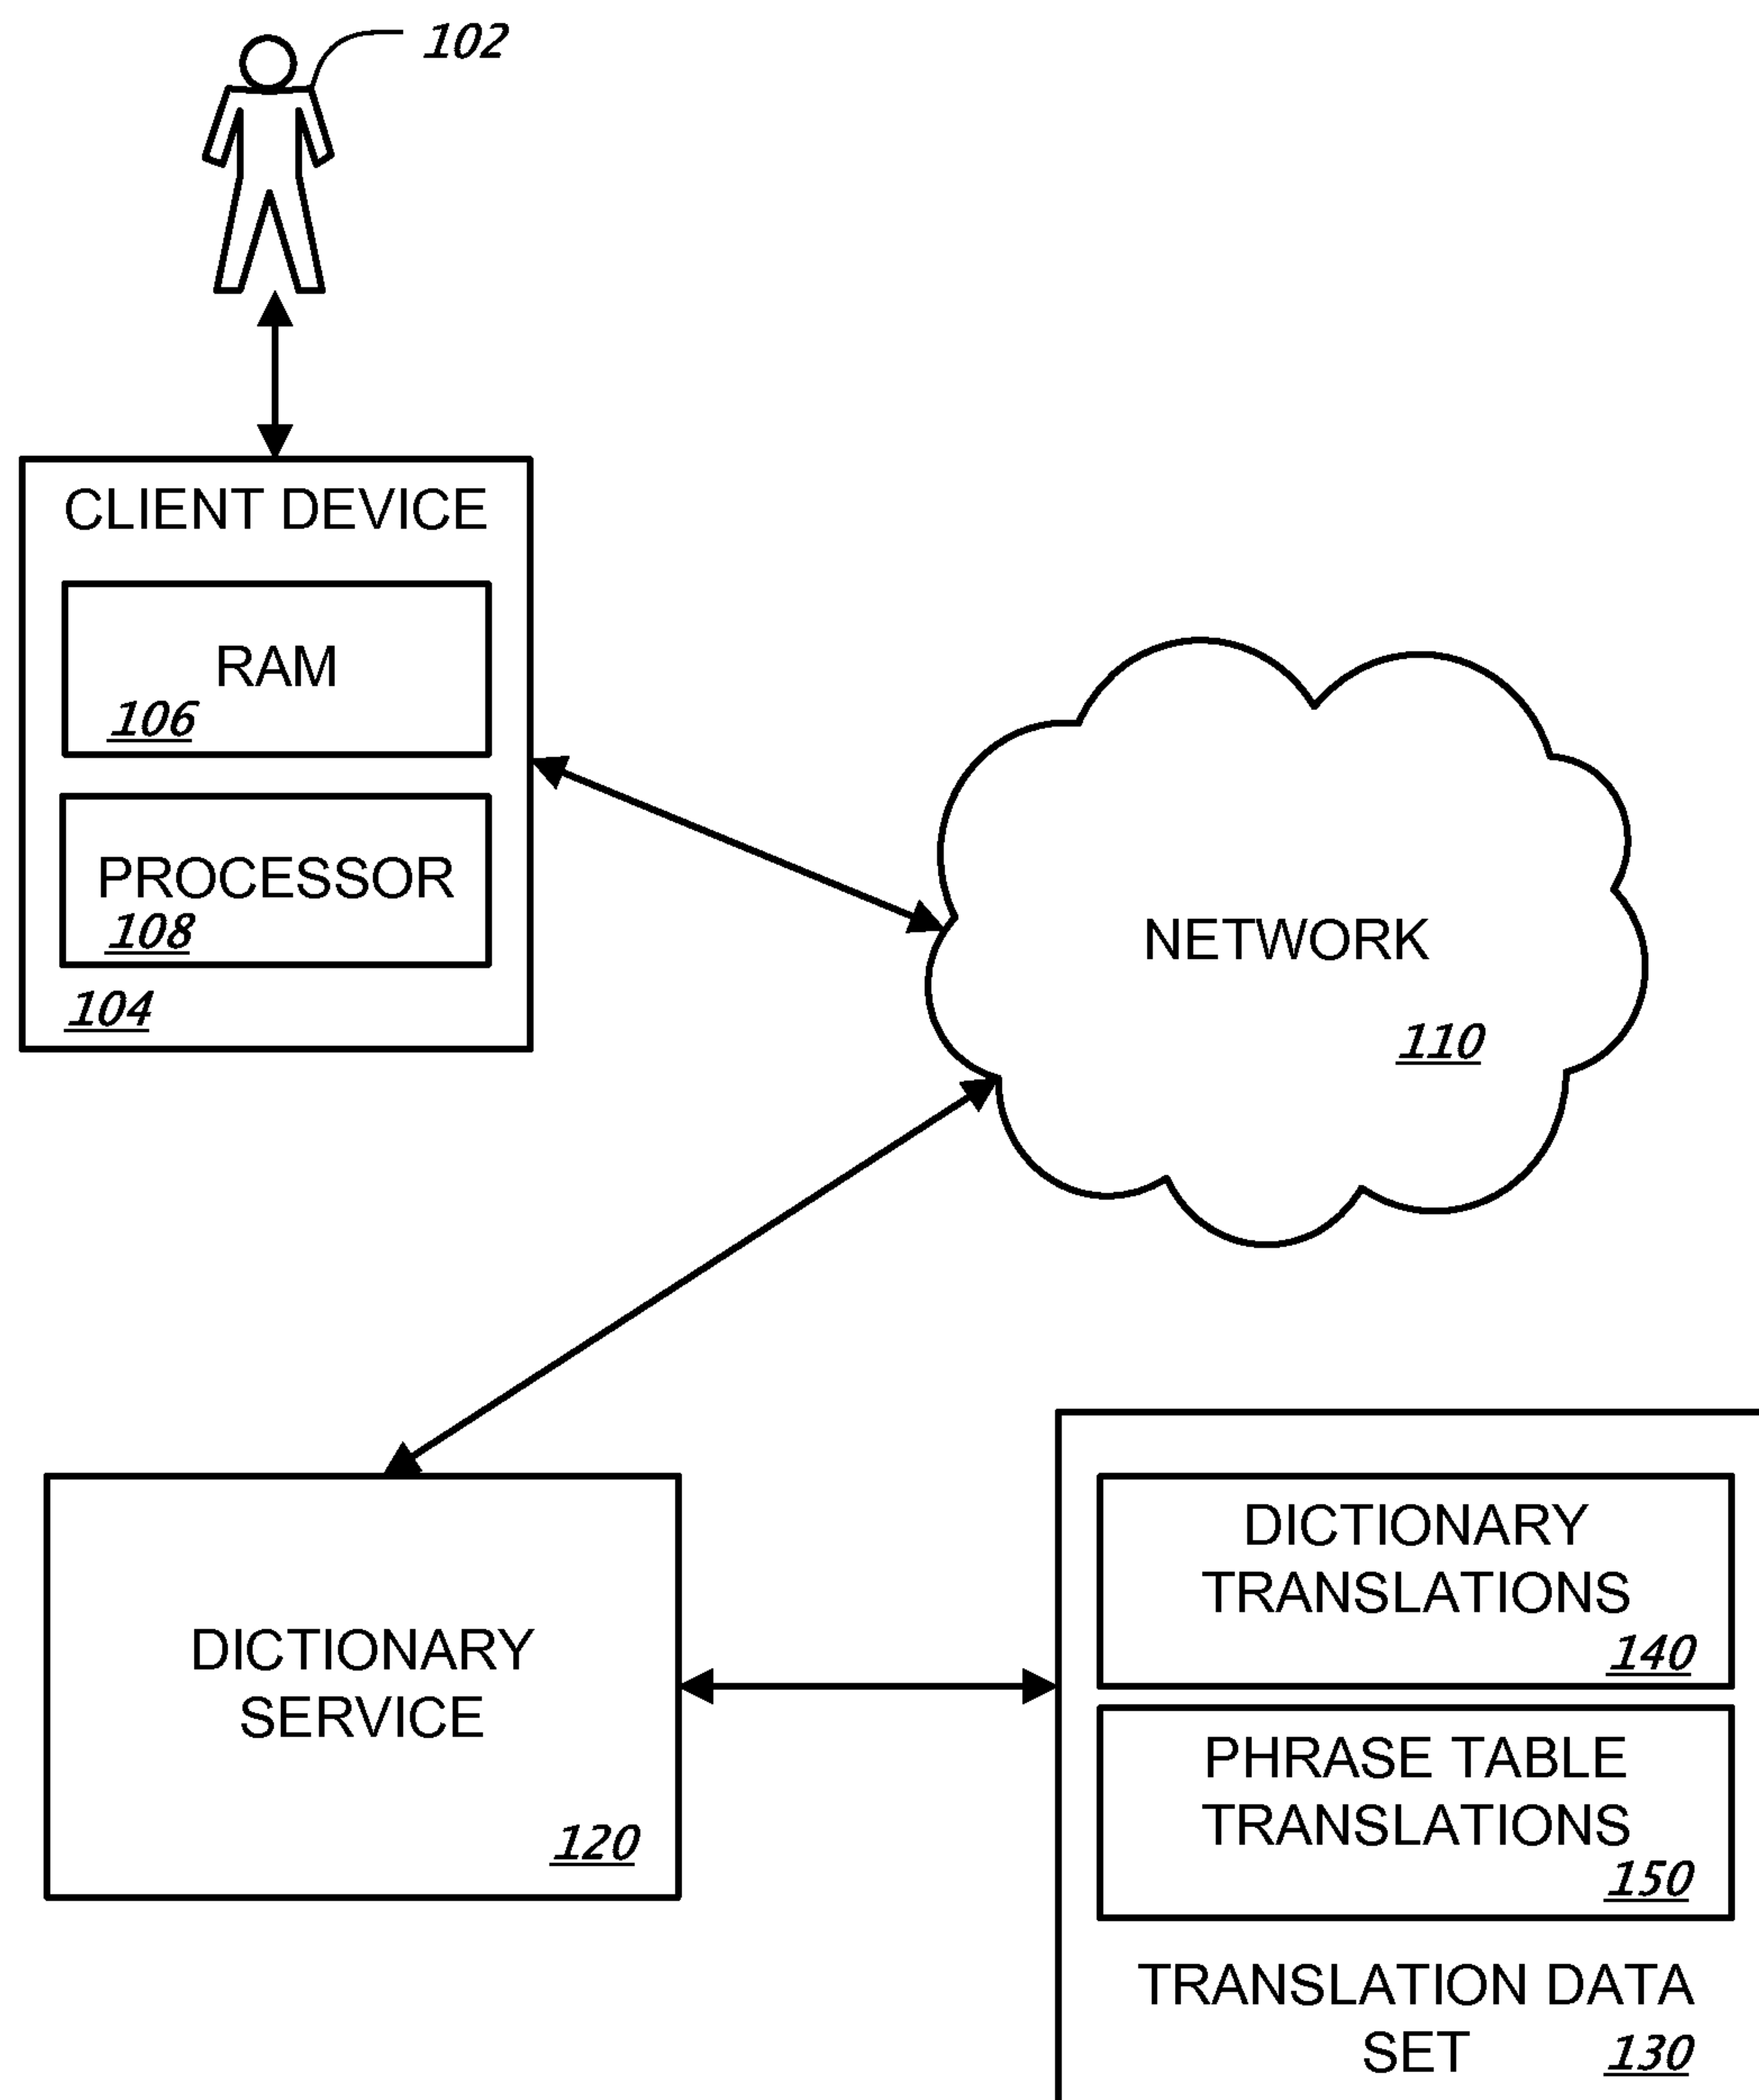 102
CLIENT DEVICE
RAM
106
PROCESSOR
108
104
NETWORK
110
DICTIONARY
SERVICE
120
DICTIONARY
TRANSLATIONS
140
PHRASE TABLE
TRANSLATIONS
150
TRANSLATION DATA
SET 130